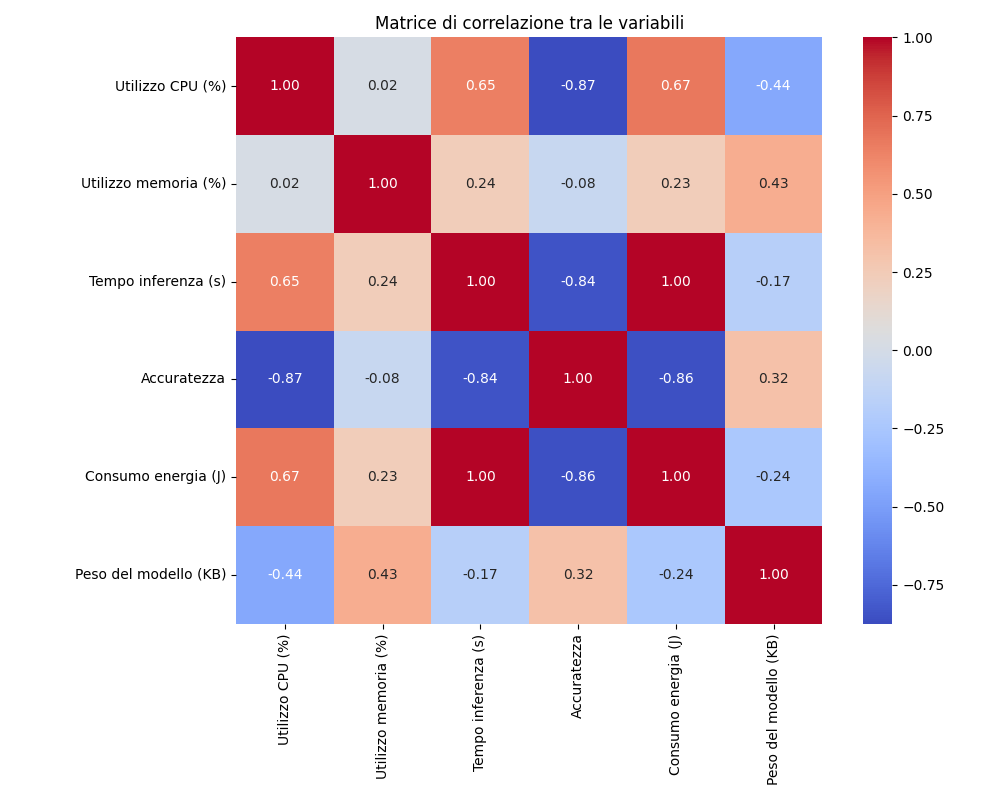 Matrice di correlazione tra le variabili
Utilizzo CPU (%) 1.00 0.02 0.65 -0.87 0.67 -0.44
Utilizzo memoria (%) 0.02 1.00 0.24 -0.08 0.23 0.43
Tempo inferenza (s) 0.65 0.24 1.00 -0.84 1.00 -0.17
Accuratezza -0.87 -0.08 -0.84 1.00 -0.86 0.32
Consumo energia (J) 0.67 0.23 1.00 -0.86 1.00 -0.24
Peso del modello (KB) -0.44 0.43 -0.17 0.32 -0.24 1.00
Utilizzo CPU (%)
Utilizzo memoria (%)
Tempo inferenza (s)
Accuratezza
Consumo energia (J)
Peso del modello (KB)
1.00
0.75
0.50
0.25
0.00
−0.25
−0.50
−0.75